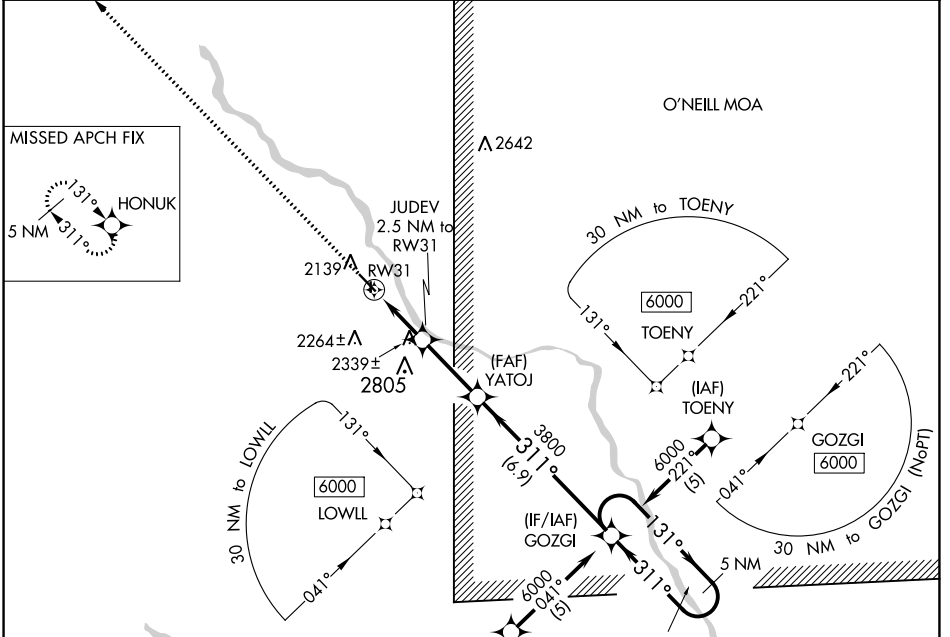 O'NEILL MOA
MISSED APCH FIX
HONUK
131°
311°
5 NM
2642
JUDEV
2.5 NM to
RW31
2139
RW31
2264±
2339±
2805
(FAF)
YATOJ
3800
311°
(6.9)
30 NM to TOENY
131°
221°
6000
TOENY
(IAF)
TOENY
6000
221°
(5)
221°
041°
GOZGI
6000
30 NM to GOZGI (NoPT)
30 NM to LOWLL
131°
041°
6000
LOWLL
(IF/IAF)
GOZGI
131°
311°
5 NM
6000
041°
(5)